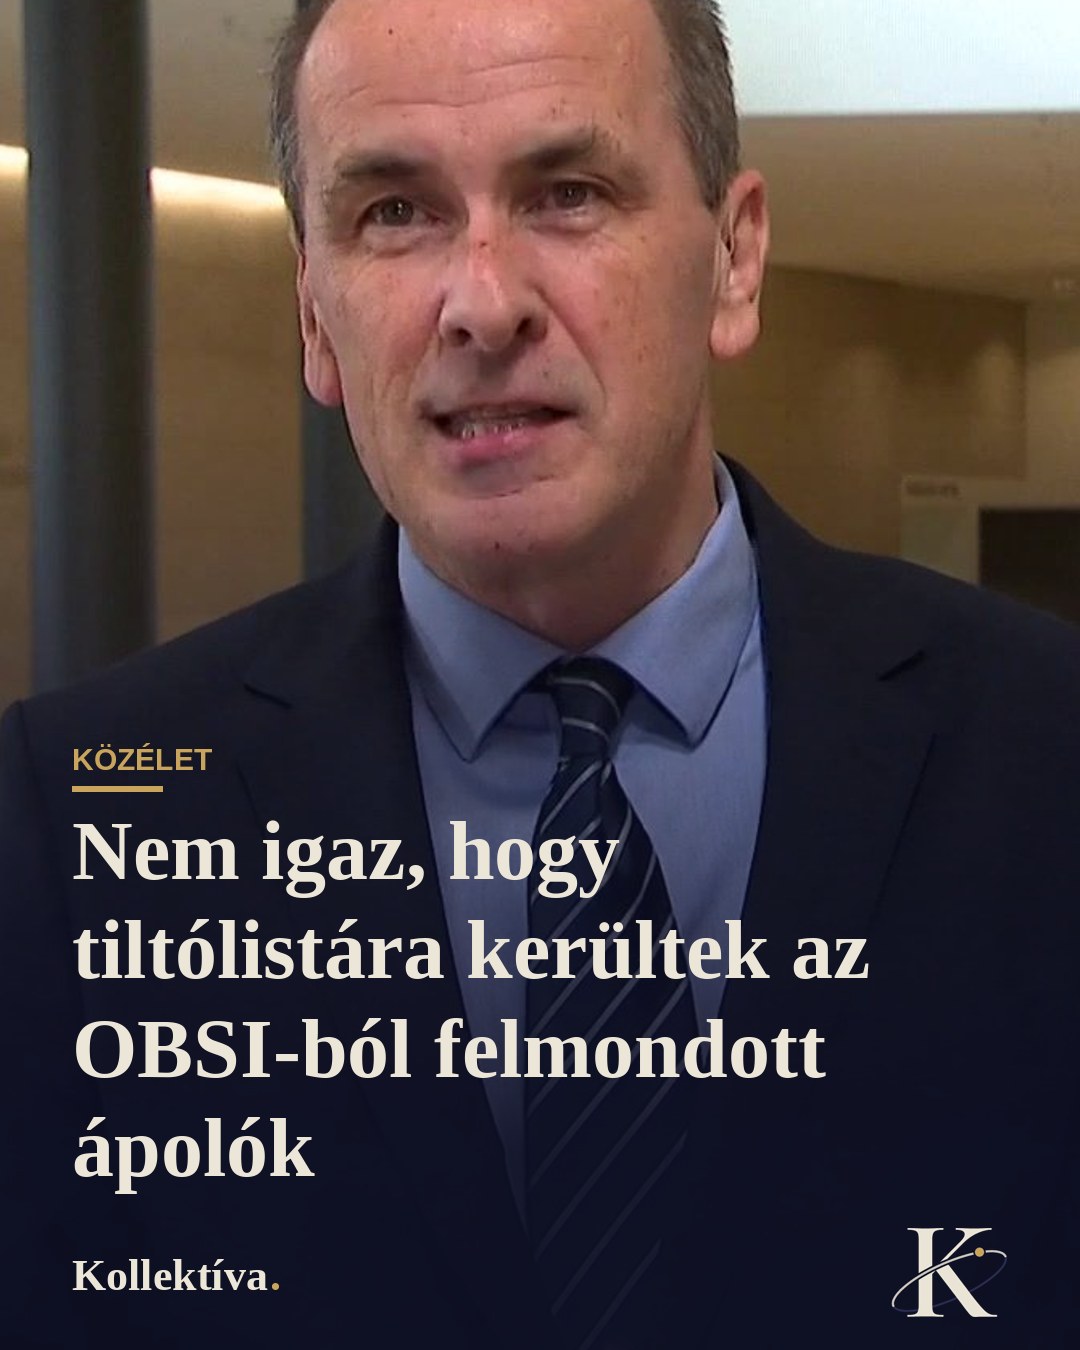 KÖZÉLET
Nem igaz, hogy
tiltólistára kerültek az
OBSI-ból felmondott
ápolók
Kollektíva.
K